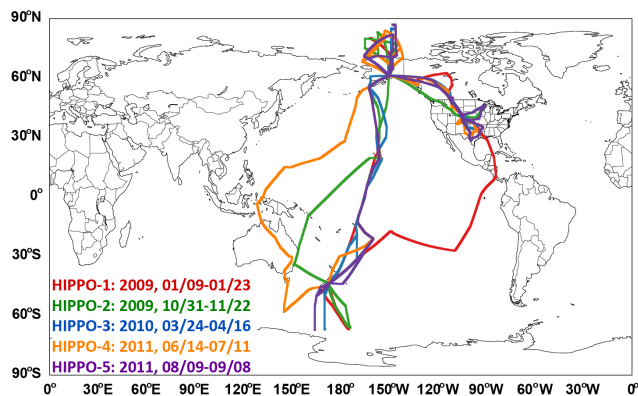 90°N
60°N
30°N
0°
30°S
HIPPO-1: 2009, 01/09-01/23
HIPPO-2: 2009, 10/31-11/22
60°S
HIPPO-3: 2010, 03/24-04/16
HIPPO-4: 2011, 06/14-07/11
HIPPO-5: 2011, 08/09-09/08
90°S
0° 30°E 60°E 90°E 120°E 150°E 180° 150°W 120°W 90°W 60°W 30°W 0°